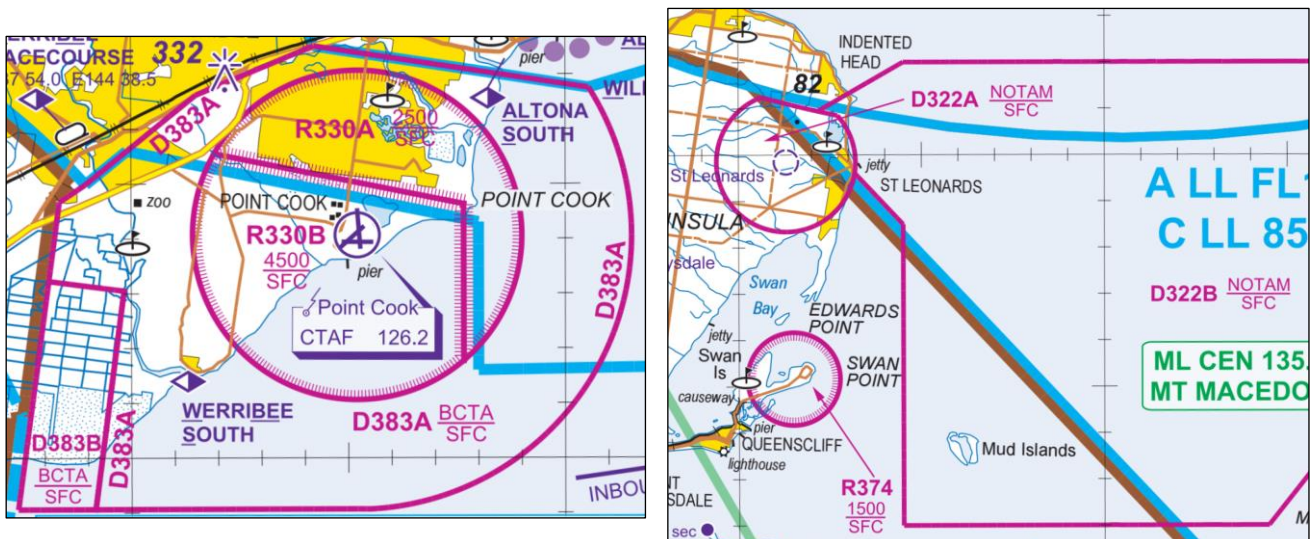 ACECOURSE
332
E144 38.5
D383A
R330A
2500
SFC
pier
ALTONA
SOUTH
zoo
POINT COOK
POINT COOK
R330B
4500
SFC
pier
Point Cook
CTAF 126.2
D383A
WERRIBEE
SOUTH
D383A BCTA
SFC
D383B
BCTA
SFC
D383A
INBOU
INDENTED
HEAD
82
D322A NOTAM
SFC
jetty
St Leonards
ST LEONARDS
A LL FL
C LL 85
NSULA
ysdale
Swan
Bay
D322B NOTAM
SFC
EDWARDS
POINT
jetty
Swan
Is
SWAN
POINT
ML CEN 135.
MT MACEDO
causeway
pier
QUEENSCLIFF
lighthouse
Mud Islands
R374
1500
SFC
SDALE
sec